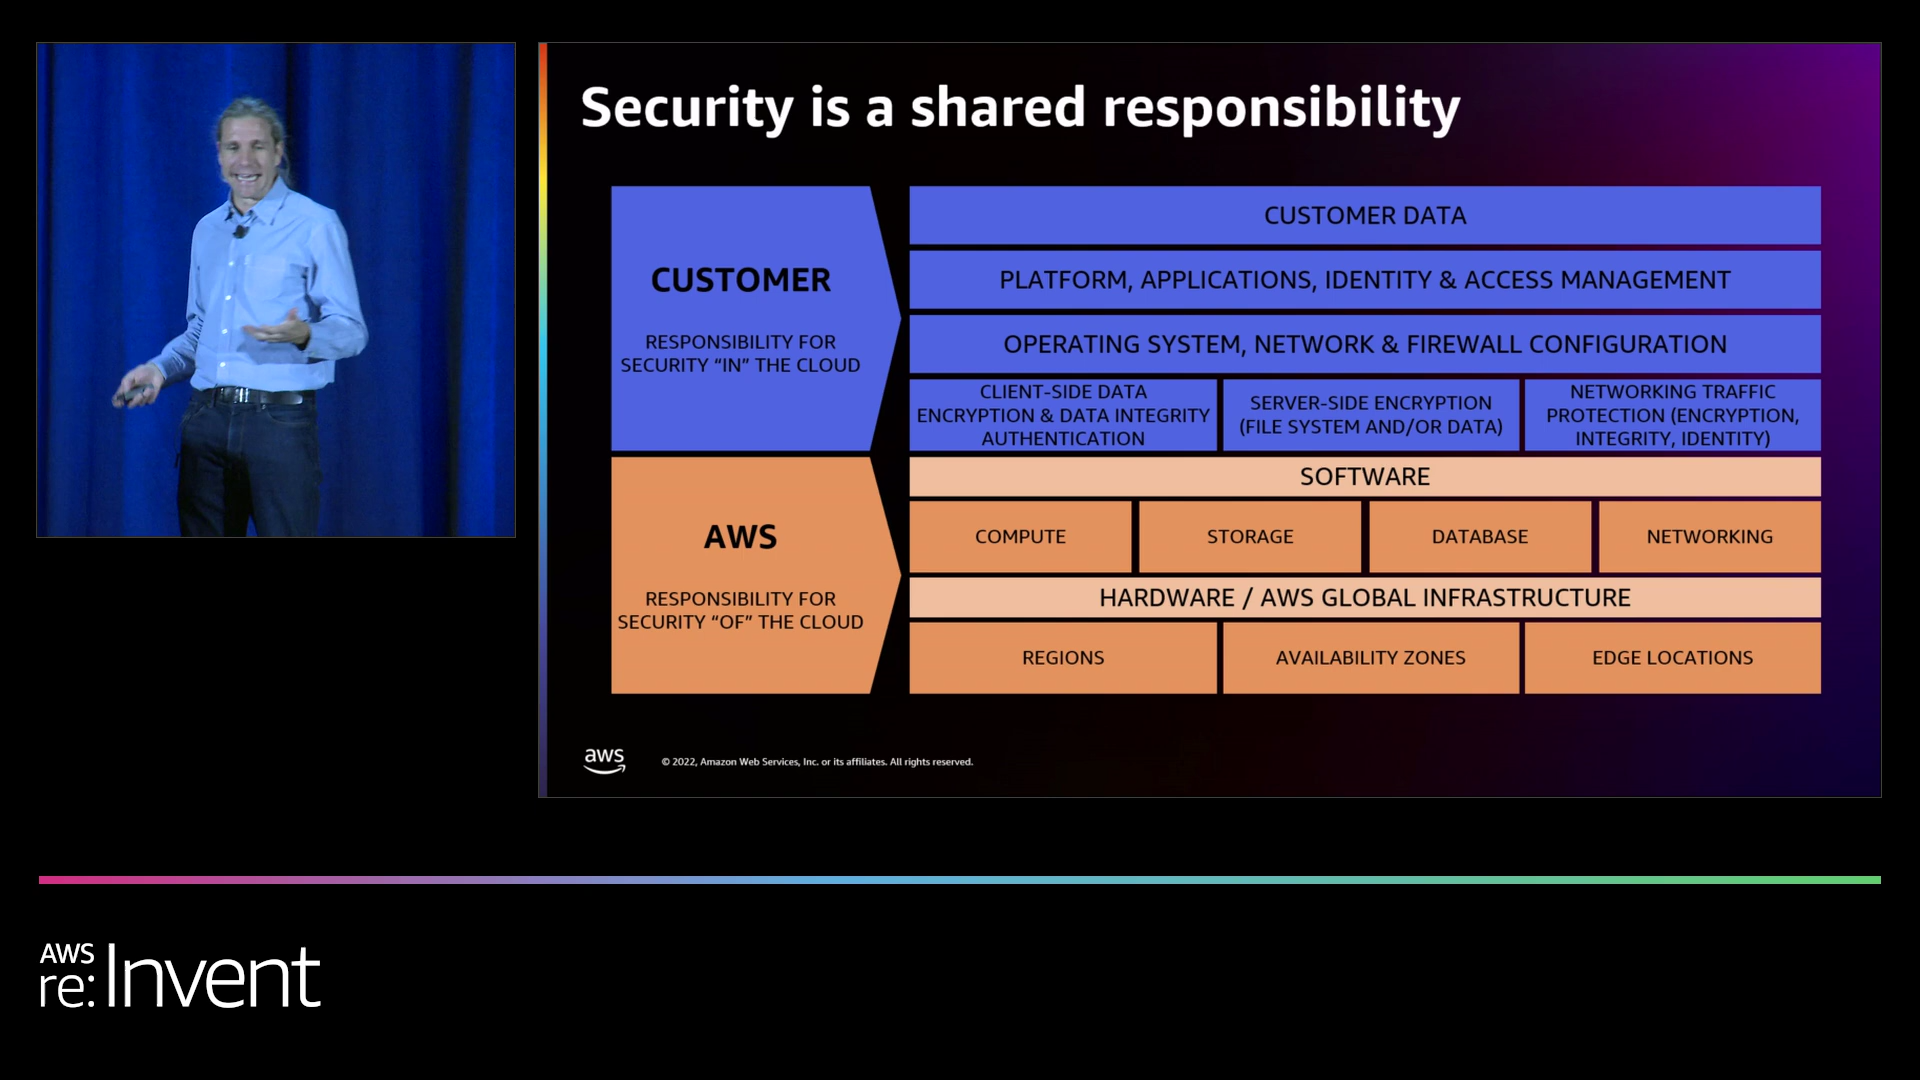 Security is a shared responsibility
CUSTOMER
RESPONSIBILITY FOR
SECURITY “IN” THE CLOUD
CUSTOMER DATA
PLATFORM, APPLICATIONS, IDENTITY & ACCESS MANAGEMENT
OPERATING SYSTEM, NETWORK & FIREWALL CONFIGURATION
CLIENT-SIDE DATA
ENCRYPTION & DATA INTEGRITY
AUTHENTICATION
SERVER-SIDE ENCRYPTION
(FILE SYSTEM AND/OR DATA)
NETWORKING TRAFFIC
PROTECTION (ENCRYPTION,
INTEGRITY, IDENTITY)
AWS
RESPONSIBILITY FOR
SECURITY “OF” THE CLOUD
SOFTWARE
COMPUTE
STORAGE
DATABASE
NETWORKING
HARDWARE / AWS GLOBAL INFRASTRUCTURE
REGIONS
AVAILABILITY ZONES
EDGE LOCATIONS
aws
© 2022, Amazon Web Services, Inc. or its affiliates. All rights reserved.
AWS
re:Invent